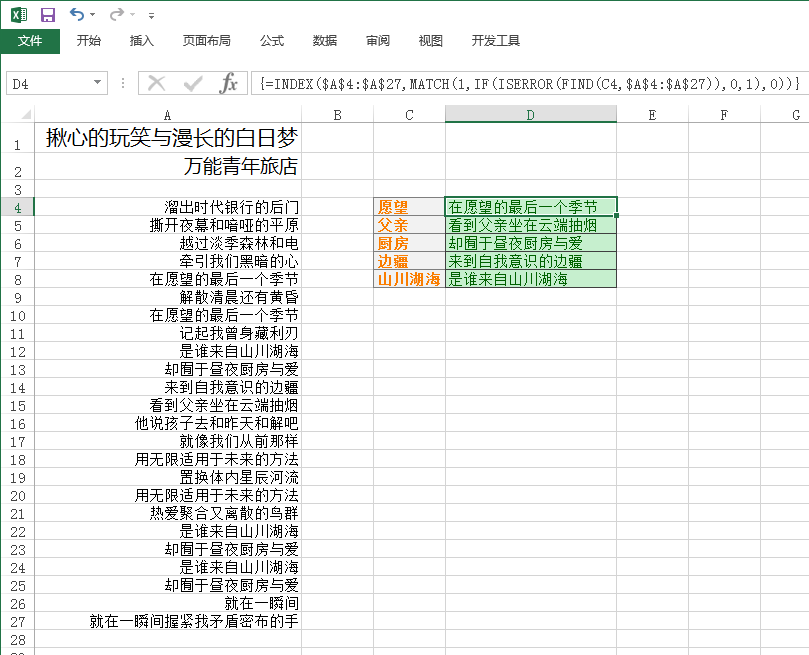 文件 开始 插入 页面布局 公式 数据 审阅 视图 开发工具
D4 fx {=INDEX($A$4:$A$27,MATCH(1,IF(ISERROR(FIND(C4,$A$4:$A$27)),0,1),0))}
A B C D E F G
1 揪心的玩笑与漫长的白日梦
2 万能青年旅店
3
4 溜出时代银行的后门 愿望 在愿望的最后一个季节
5 撕开夜幕和喑哑的平原 父亲 看到父亲坐在云端抽烟
6 越过淡季森林和电 厨房 却囿于昼夜厨房与爱
7 牵引我们黑暗的心 边疆 来到自我意识的边疆
8 在愿望的最后一个季节 山川湖海 是谁来自山川湖海
9 解散清晨还有黄昏
10 在愿望的最后一个季节
11 记起我曾身藏利刃
12 是谁来自山川湖海
13 却囿于昼夜厨房与爱
14 来到自我意识的边疆
15 看到父亲坐在云端抽烟
16 他说孩子去和昨天和解吧
17 就像我们从前那样
18 用无限适用于未来的方法
19 置换体内星辰河流
20 用无限适用于未来的方法
21 热爱聚合又离散的鸟群
22 是谁来自山川湖海
23 却囿于昼夜厨房与爱
24 是谁来自山川湖海
25 却囿于昼夜厨房与爱
26 就在一瞬间
27 就在一瞬间握紧我矛盾密布的手
28